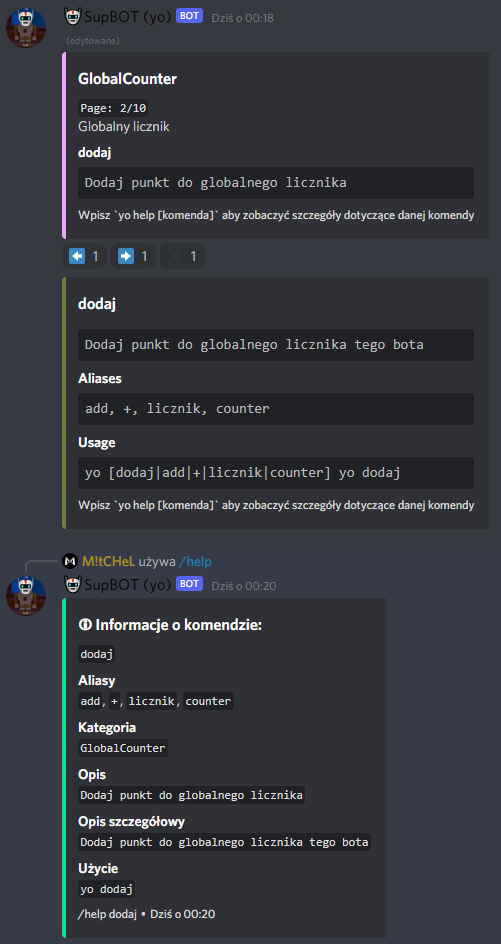 SupBOT (yo) BOT Dziś o 00:18
(edytowane)
GlobalCounter
Page: 2/10
Globalny licznik
dodaj
Dodaj punkt do globalnego licznika
Wpisz `yo help [komenda]` aby zobaczyć szczegóły dotyczące danej komendy
1 1 1
dodaj
Dodaj punkt do globalnego licznika tego bota
Aliases
add, +, licznik, counter
Usage
yo [dodaj|add|+|licznik|counter] yo dodaj
Wpisz `yo help [komenda]` aby zobaczyć szczegóły dotyczące danej komendy
M!tCHeL używa /help
SupBOT (yo) BOT Dziś o 00:20
Informacje o komendzie:
dodaj
Aliasy
add, +, licznik, counter
Kategoria
GlobalCounter
Opis
Dodaj punkt do globalnego licznika
Opis szczegółowy
Dodaj punkt do globalnego licznika tego bota
Użycie
yo dodaj
/help dodaj • Dziś o 00:20